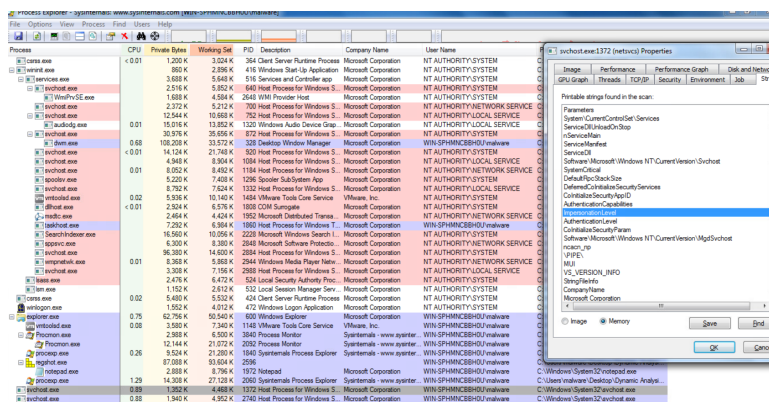 Process Explorer - Sysinternals: www.sysinternals.com [WIN-SPHMNCBBH0U\malware]
File Options View Process Find Users Help
Process CPU Private Bytes Working Set PID Description Company Name User Name
csrss.exe < 0.01 1,200 K 3,024 K 364 Client Server Runtime Process Microsoft Corporation NT AUTHORITY\SYSTEM
wininit.exe 860 K 2,896 K 416 Windows Start-Up Application Microsoft Corporation NT AUTHORITY\SYSTEM
services.exe 3,688 K 5,648 K 516 Services and Controller app Microsoft Corporation NT AUTHORITY\SYSTEM
svchost.exe 2,516 K 5,852 K 640 Host Process for Windows S... Microsoft Corporation NT AUTHORITY\SYSTEM
WmiPrvSE.exe 1,688 K 4,584 K 2648 WMI Provider Host Microsoft Corporation NT AUTHORITY\SYSTEM
svchost.exe 2,372 K 5,212 K 700 Host Process for Windows S... Microsoft Corporation NT AUTHORITY\NETWORK SERVICE
svchost.exe 12,544 K 10,668 K 752 Host Process for Windows S... Microsoft Corporation NT AUTHORITY\LOCAL SERVICE
audiodg.exe 0.01 15,016 K 13,852 K 1320 Windows Audio Device Grap... Microsoft Corporation NT AUTHORITY\LOCAL SERVICE
svchost.exe 30,976 K 35,656 K 872 Host Process for Windows S... Microsoft Corporation NT AUTHORITY\SYSTEM
dwm.exe 0.68 108,208 K 33,572 K 328 Desktop Window Manager Microsoft Corporation WIN-SPHMNCBBH0U\malware
svchost.exe < 0.01 14,124 K 21,748 K 920 Host Process for Windows S... Microsoft Corporation NT AUTHORITY\SYSTEM
svchost.exe 4,948 K 8,904 K 1084 Host Process for Windows S... Microsoft Corporation NT AUTHORITY\LOCAL SERVICE
svchost.exe 0.01 8,052 K 8,492 K 1184 Host Process for Windows S... Microsoft Corporation NT AUTHORITY\NETWORK SERVICE
spoolsv.exe 5,220 K 7,408 K 1296 Spooler SubSystem App Microsoft Corporation NT AUTHORITY\SYSTEM
svchost.exe 8,792 K 7,624 K 1332 Host Process for Windows S... Microsoft Corporation NT AUTHORITY\LOCAL SERVICE
vmtoolsd.exe 0.02 5,936 K 10,140 K 1484 VMware Tools Core Service VMware, Inc. NT AUTHORITY\SYSTEM
dllhost.exe < 0.01 2,924 K 6,576 K 1808 COM Surrogate Microsoft Corporation NT AUTHORITY\SYSTEM
msdtc.exe 2,464 K 4,424 K 1952 Microsoft Distributed Transa... Microsoft Corporation NT AUTHORITY\NETWORK SERVICE
taskhost.exe 7,292 K 6,984 K 1860 Host Process for Windows T... Microsoft Corporation WIN-SPHMNCBBH0U\malware
SearchIndexer.exe 16,560 K 10,056 K 2228 Microsoft Windows Search I... Microsoft Corporation NT AUTHORITY\SYSTEM
sppsvc.exe 6,300 K 8,380 K 2848 Microsoft Software Protectio... Microsoft Corporation NT AUTHORITY\NETWORK SERVICE
svchost.exe 96,380 K 14,600 K 2884 Host Process for Windows S... Microsoft Corporation NT AUTHORITY\SYSTEM
wmpnetwk.exe 0.01 8,368 K 5,868 K 2944 Windows Media Player Netw... Microsoft Corporation NT AUTHORITY\NETWORK SERVICE
svchost.exe 3,308 K 7,156 K 2988 Host Process for Windows S... Microsoft Corporation NT AUTHORITY\LOCAL SERVICE
lsass.exe 2,476 K 6,472 K 524 Local Security Authority Proc... Microsoft Corporation NT AUTHORITY\SYSTEM
lsm.exe 1,152 K 2,612 K 532 Local Session Manager Serv... Microsoft Corporation NT AUTHORITY\SYSTEM
csrss.exe 0.02 5,480 K 5,532 K 424 Client Server Runtime Process Microsoft Corporation NT AUTHORITY\SYSTEM
winlogon.exe 1,552 K 4,012 K 472 Windows Logon Application Microsoft Corporation NT AUTHORITY\SYSTEM
explorer.exe 0.75 62,756 K 50,540 K 600 Windows Explorer Microsoft Corporation WIN-SPHMNCBBH0U\malware
vmtoolsd.exe 0.08 3,580 K 7,340 K 1148 VMware Tools Core Service VMware, Inc. WIN-SPHMNCBBH0U\malware
Procmon.exe 2,988 K 6,500 K 3840 Process Monitor Sysinternals - www.sysinter... WIN-SPHMNCBBH0U\malware
Procmon.exe 12,144 K 21,072 K 2092 Process Monitor Sysinternals - www.sysinter... WIN-SPHMNCBBH0U\malware
procexp.exe 0.26 9,524 K 21,280 K 1840 Sysinternals Process Explorer Sysinternals - www.sysinter... WIN-SPHMNCBBH0U\malware
regshot.exe 87,088 K 93,604 K 2596 WIN-SPHMNCBBH0U\malware
notepad.exe 2,888 K 8,796 K 1972 Notepad Microsoft Corporation WIN-SPHMNCBBH0U\malware C:\Windows\System32\notepad.exe
procexp.exe 1.29 14,308 K 27,128 K 2060 Sysinternals Process Explorer Sysinternals - www.sysinter... WIN-SPHMNCBBH0U\malware C:\Users\malware\Desktop\Dynamic Analysi...
svchost.exe 0.89 1,352 K 4,468 K 1372 Host Process for Windows S... Microsoft Corporation WIN-SPHMNCBBH0U\malware C:\Windows\System32\svchost.exe
svchost.exe 0.88 1,940 K 4,952 K 2740 Host Process for Windows S... Microsoft Corporation WIN-SPHMNCBBH0U\malware C:\Windows\System32\svchost.exe
svchost.exe:1372 (netsvcs) Properties
Image Performance Performance Graph Disk and Netwo
GPU Graph Threads TCP/IP Security Environment Job Str
Printable strings found in the scan:
Parameters
System\CurrentControlSet\Services
ServiceDllUnloadOnStop
nServiceMain
ServiceManifest
ServiceDll
Software\Microsoft\Windows NT\CurrentVersion\Svchost
SystemCritical
DefaultRpcStackSize
DeferredCoInitializeSecurityServices
CoInitializeSecurityAppID
AuthenticationCapabilities
ImpersonationLevel
AuthenticationLevel
CoInitializeSecurityParam
Software\Microsoft\Windows NT\CurrentVersion\MgdSvchost
ncacn_np
\PIPE\
MUI
VS_VERSION_INFO
StringFileInfo
CompanyName
Microsoft Corporation
Image Memory Save Find
OK Canc